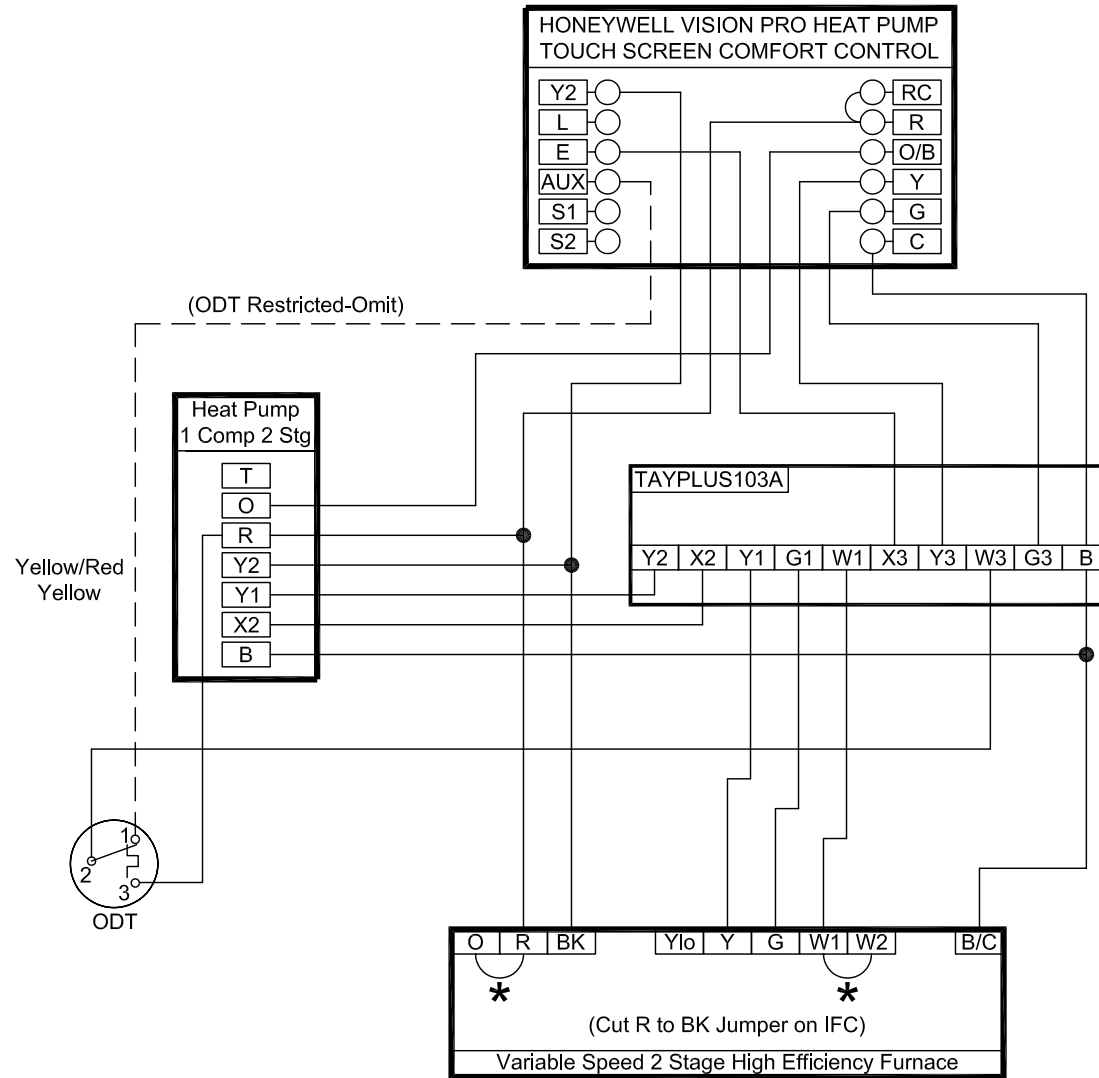 HONEYWELL VISION PRO HEAT PUMP
TOUCH SCREEN COMFORT CONTROL
Y2
L
E
AUX
S1
S2
RC
R
O/B
Y
G
C
(ODT Restricted-Omit)
Heat Pump
1 Comp 2 Stg
T
O
R
Y2
Y1
X2
B
Yellow/Red
Yellow
TAYPLUS103A
Y2 X2 Y1 G1 W1 X3 Y3 W3 G3 B
1
2
3
ODT
O R BK Ylo Y G W1 W2 B/C
* *
(Cut R to BK Jumper on IFC)
Variable Speed 2 Stage High Efficiency Furnace